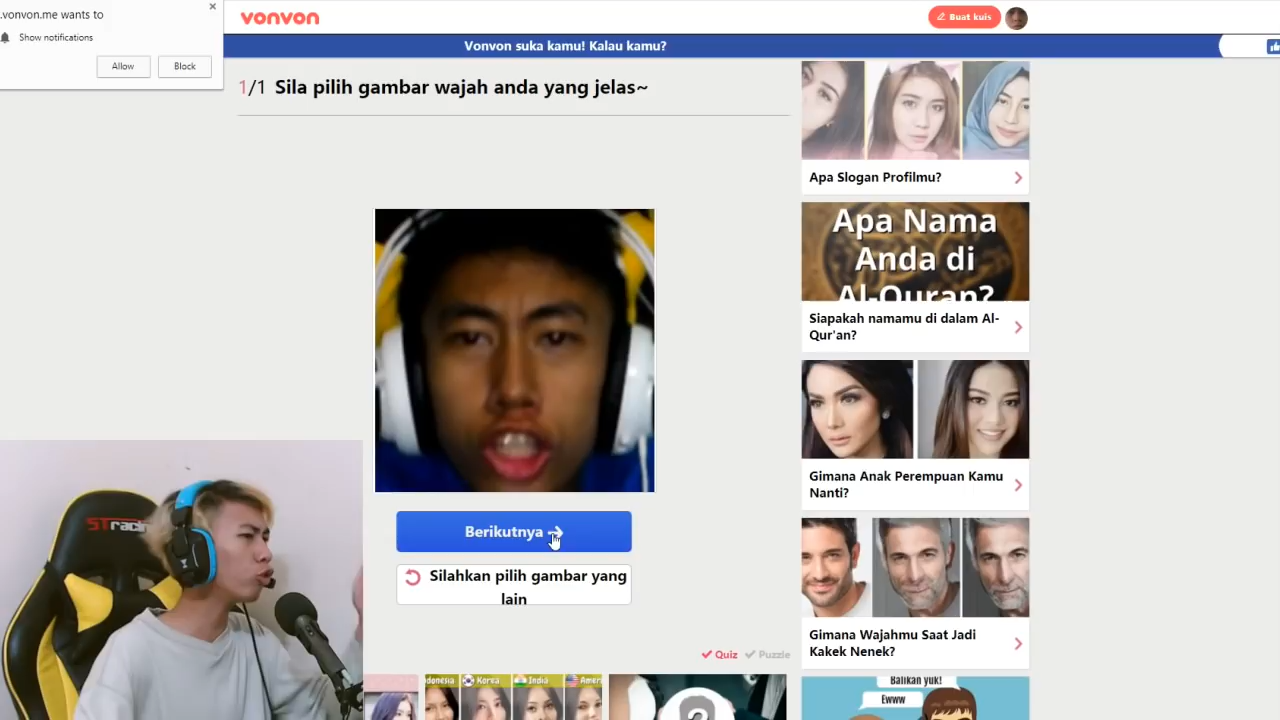 .vonvon.me wants to
Show notifications
Allow
Block
vonvon
Buat kuis
Vonvon suka kamu! Kalau kamu?
1/1 Sila pilih gambar wajah anda yang jelas~
Berikutnya
Silahkan pilih gambar yang
lain
Quiz
Puzzle
Korea
India
Apa Slogan Profilmu?
Apa Nama
Anda di
Al-Quran?
Siapakah namamu di dalam Al-
Qur'an?
Gimana Anak Perempuan Kamu
Nanti?
Gimana Wajahmu Saat Jadi
Kakek Nenek?
Balikan yuk!
Ewww